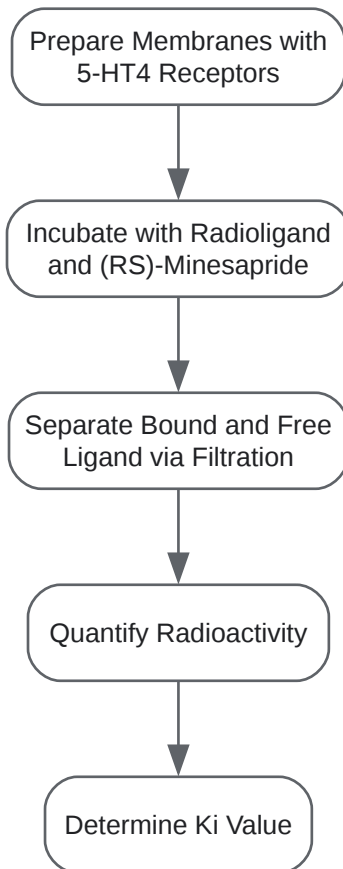 Prepare Membranes with
5-HT4 Receptors
Incubate with Radioligand
and (RS)-Minesapride
Separate Bound and Free
Ligand via Filtration
Quantify Radioactivity
Determine Ki Value